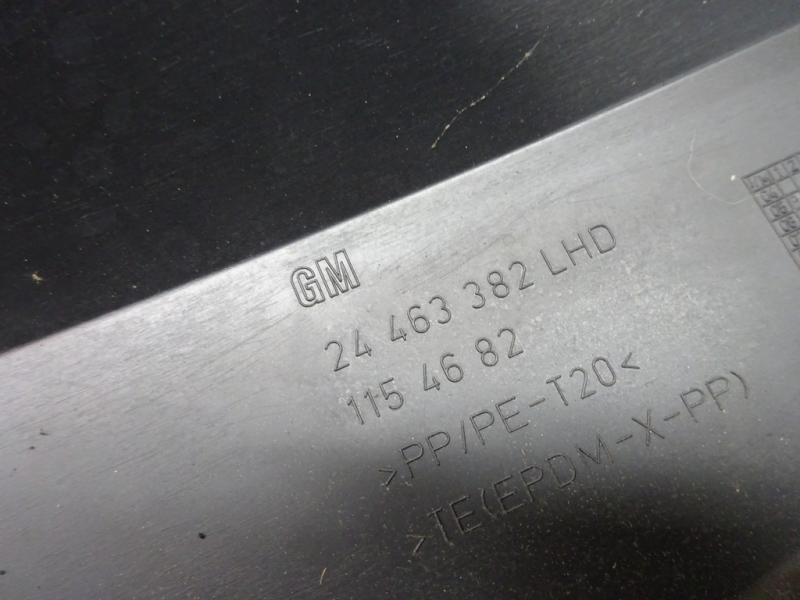 GM
24 463 382 LHD
115 46 82
>PP/PE-T20<
>TE(EPDM-X-PP)